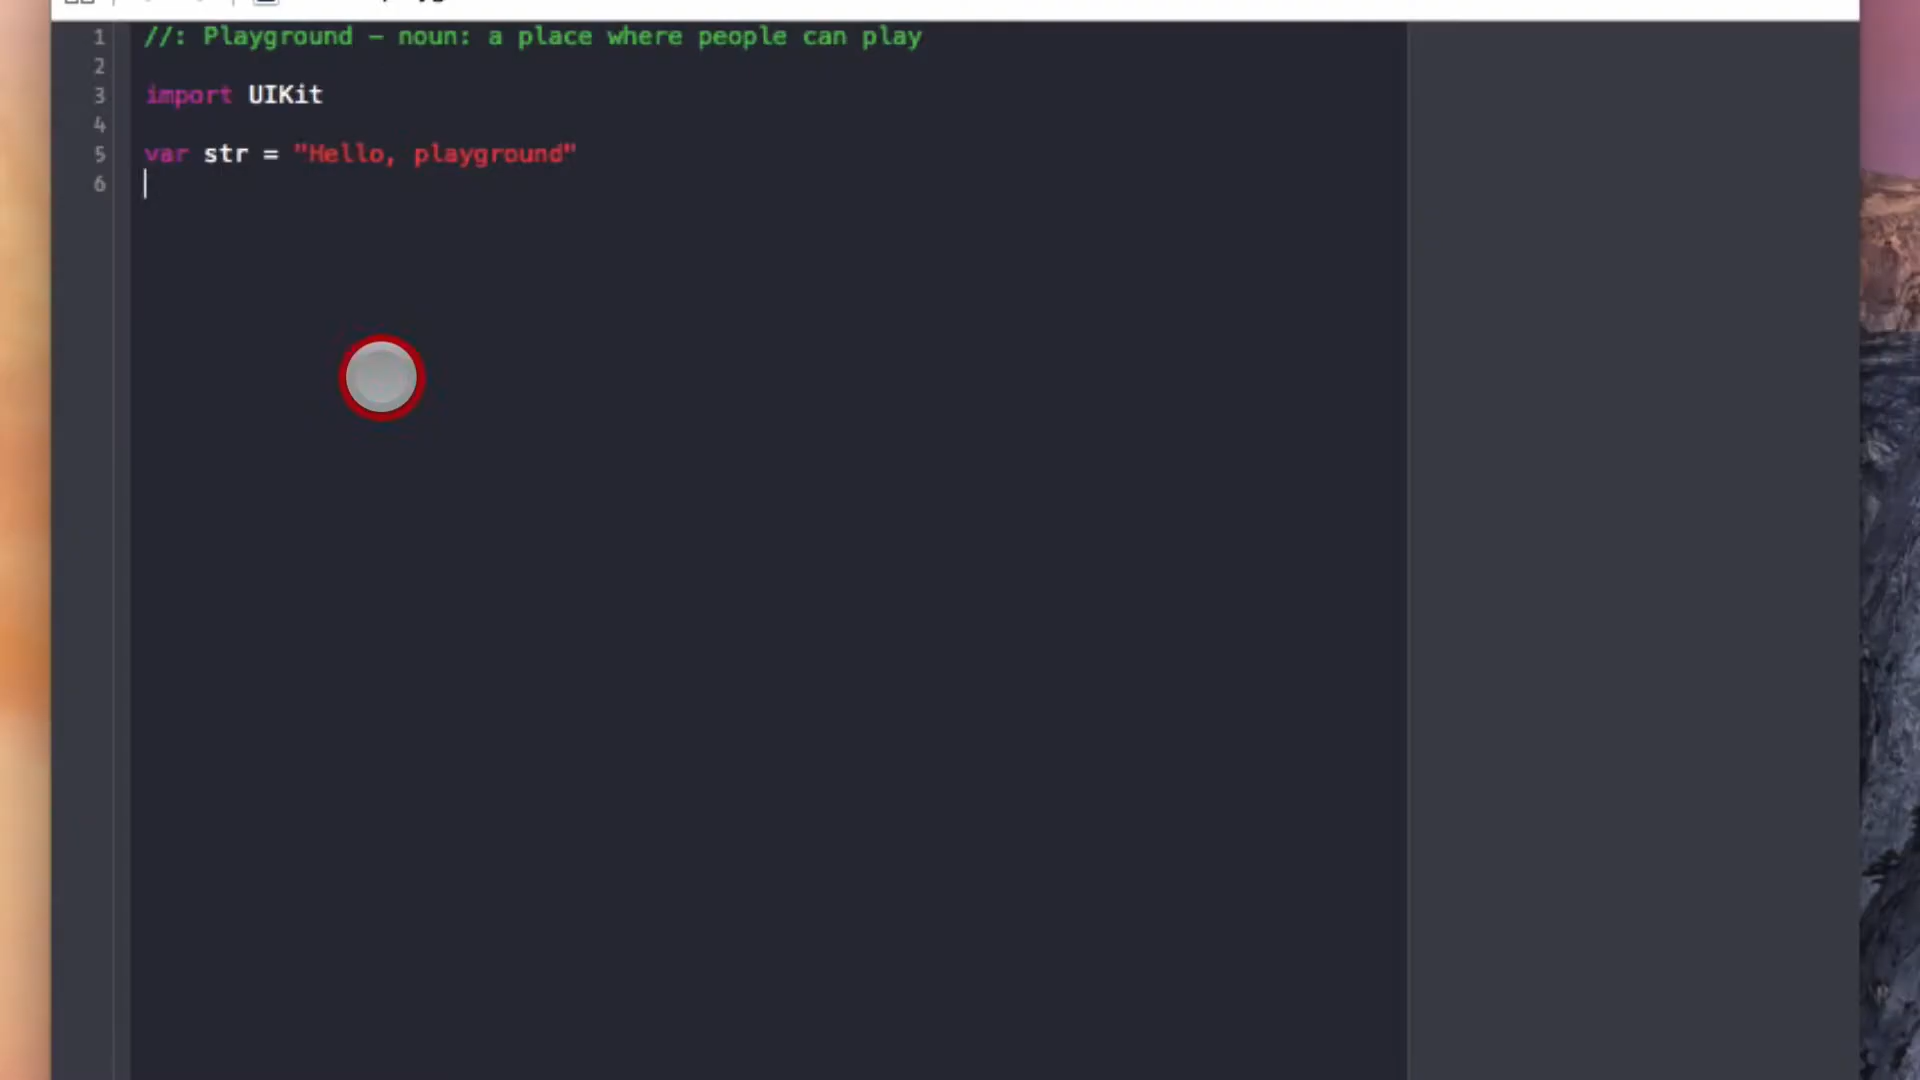 1 //: Playground – noun: a place where people can play
2
3 import UIKit
4
5 var str = "Hello, playground"
6